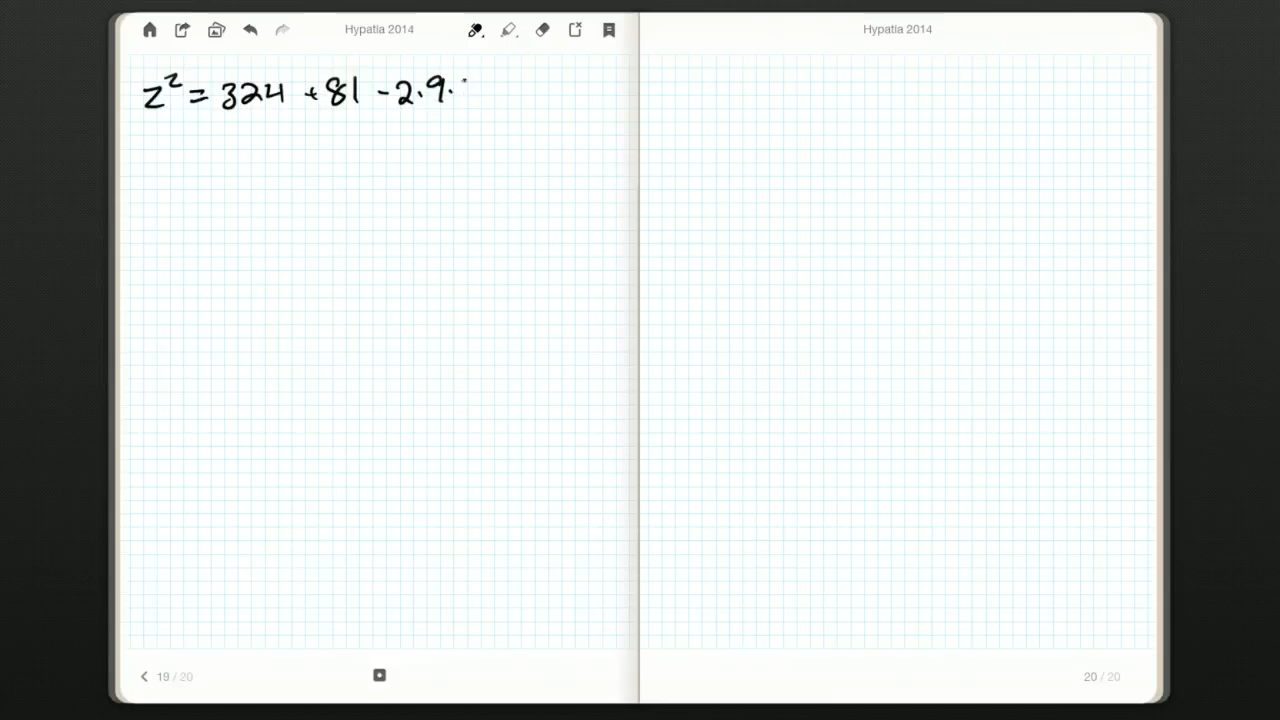 Hypatia 2014
Hypatia 2014
z² = 324 + 81 - 2·9·
19 / 20
20 / 20